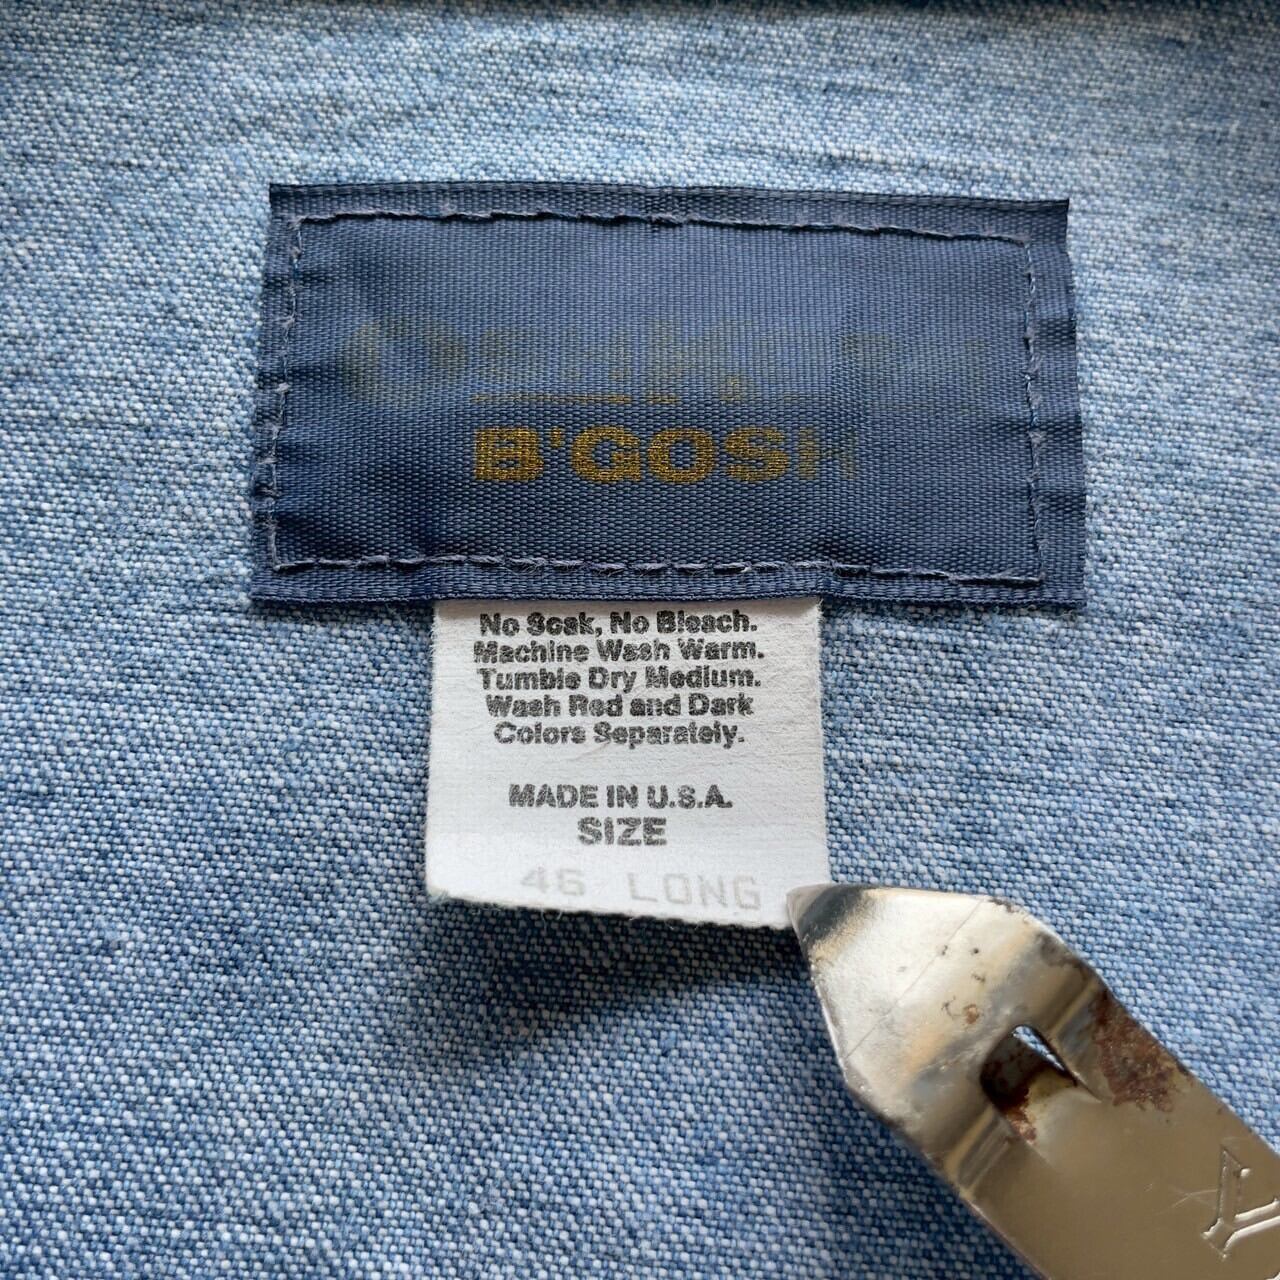 OSHKOSH
B'GOSH
No Soak, No Bleach.
Machine Wash Warm.
Tumble Dry Medium.
Wash Red and Dark
Colors Separately.
MADE IN U.S.A.
SIZE
46 LONG